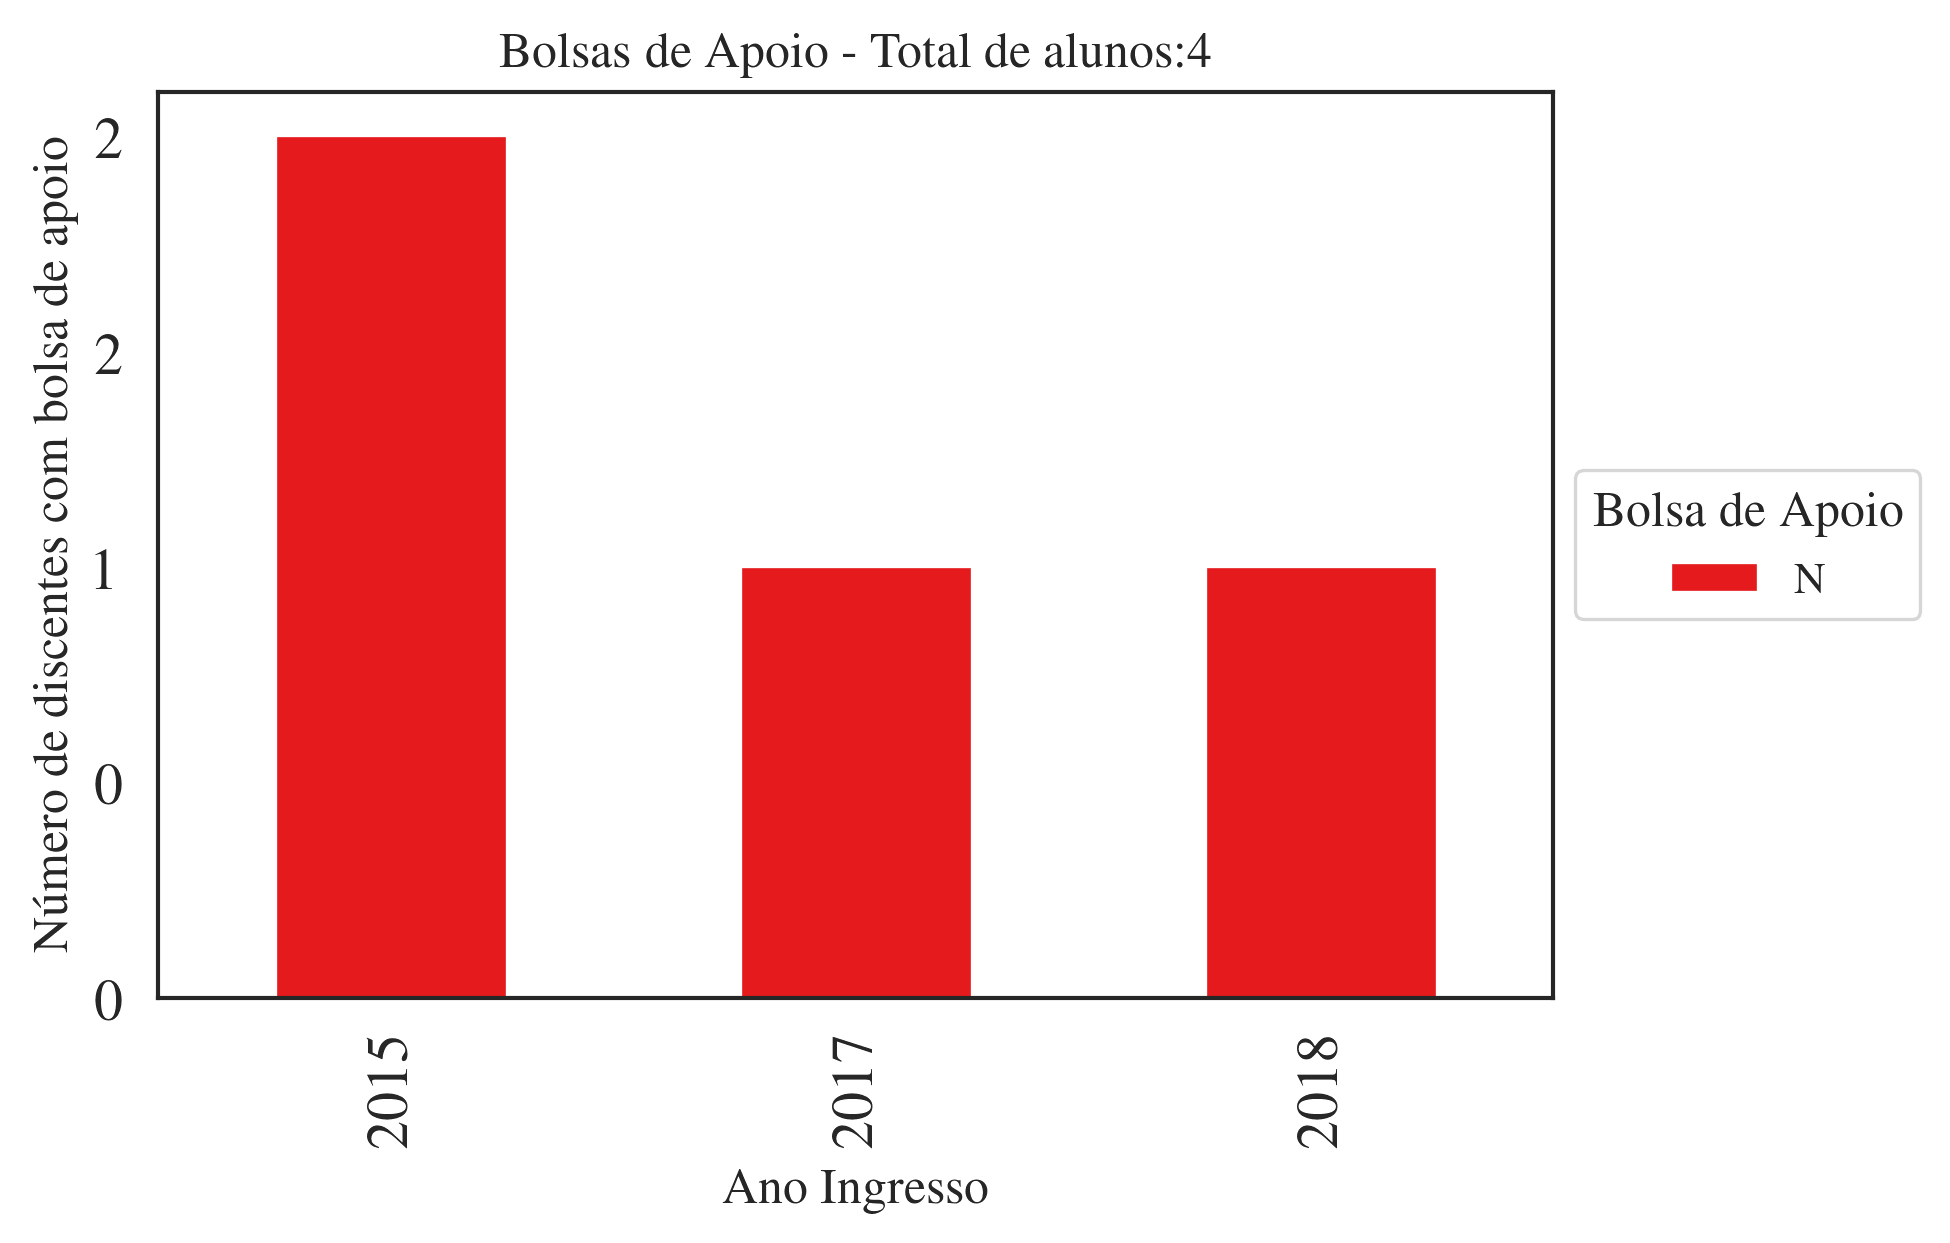 Bolsas de Apoio - Total de alunos:4
Número de discentes com bolsa de apoio
2
2
1
0
0
2015
2017
2018
Ano Ingresso
Bolsa de Apoio
N